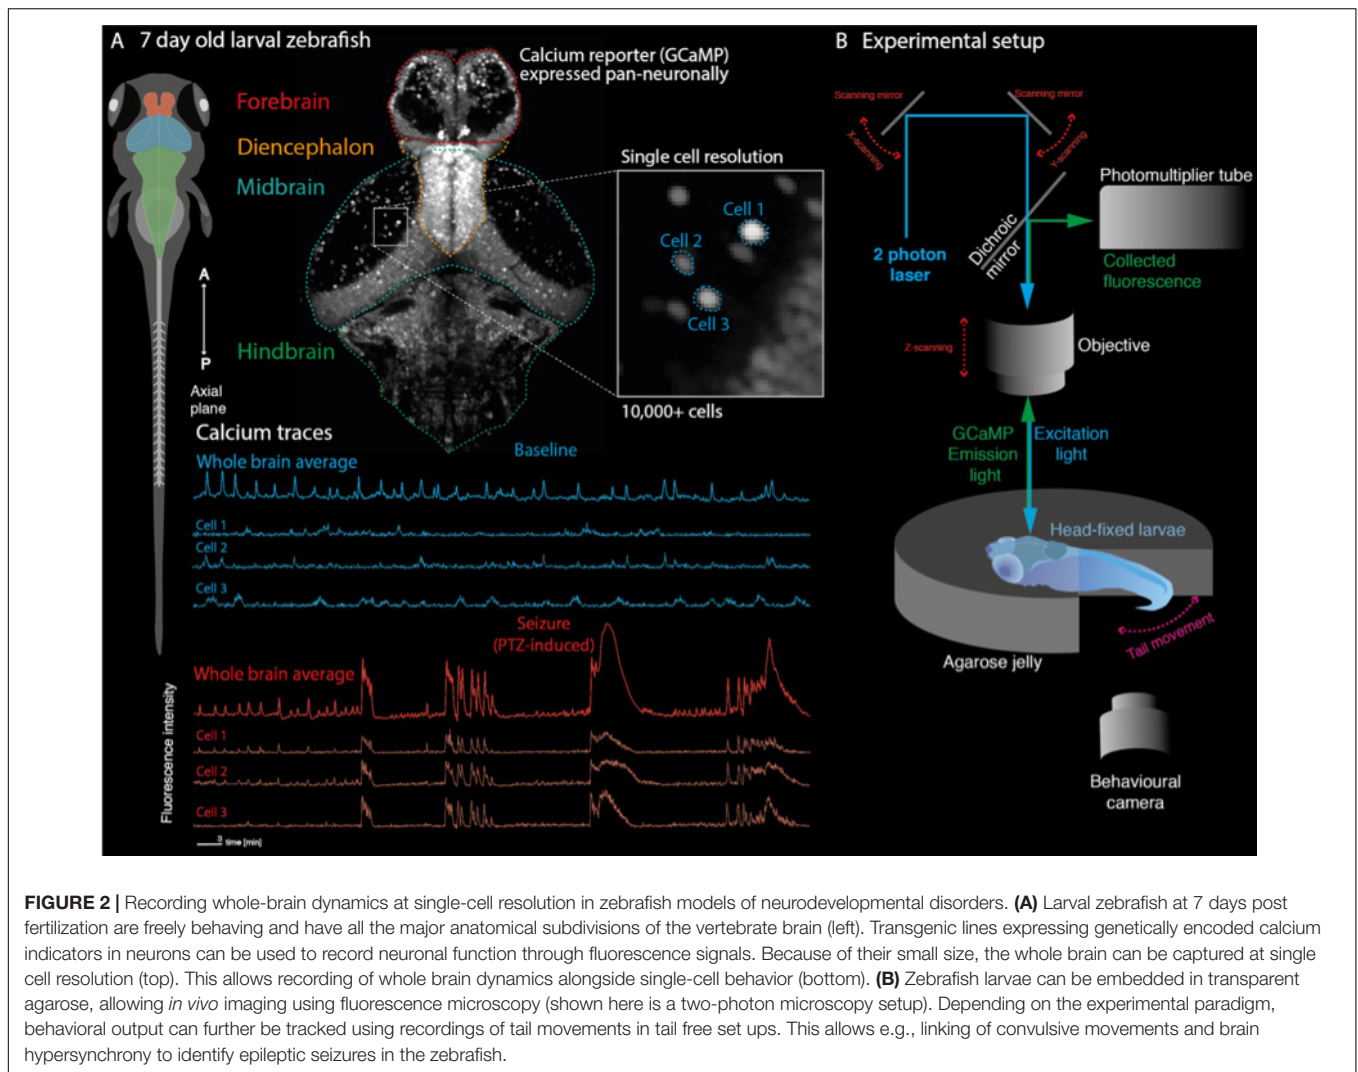 A 7 day old larval zebrafish
Calcium reporter (GCaMP)
expressed pan-neuronally
Forebrain
Diencephalon
Midbrain
Hindbrain
A
P
Axial
plane
Single cell resolution
Cell 1
Cell 2
Cell 3
10,000+ cells
Calcium traces
Baseline
Whole brain average
Cell 1
Cell 2
Cell 3
Seizure
(PTZ-induced)
Whole brain average
Cell 1
Cell 2
Cell 3
Fluorescence intensity
3
time [min]
B Experimental setup
Scanning mirror
Scanning mirror
X-scanning
Y-scanning
Photomultiplier tube
Dichroic
mirror
2 photon
laser
Collected
fluorescence
Z-scanning
Objective
GCaMP
Emission
light
Excitation
light
Head-fixed larvae
Tail movement
Agarose jelly
Behavioural
camera
FIGURE 2 | Recording whole-brain dynamics at single-cell resolution in zebrafish models of neurodevelopmental disorders. (A) Larval zebrafish at 7 days post
fertilization are freely behaving and have all the major anatomical subdivisions of the vertebrate brain (left). Transgenic lines expressing genetically encoded calcium
indicators in neurons can be used to record neuronal function through fluorescence signals. Because of their small size, the whole brain can be captured at single
cell resolution (top). This allows recording of whole brain dynamics alongside single-cell behavior (bottom). (B) Zebrafish larvae can be embedded in transparent
agarose, allowing in vivo imaging using fluorescence microscopy (shown here is a two-photon microscopy setup). Depending on the experimental paradigm,
behavioral output can further be tracked using recordings of tail movements in tail free set ups. This allows e.g., linking of convulsive movements and brain
hypersynchrony to identify epileptic seizures in the zebrafish.